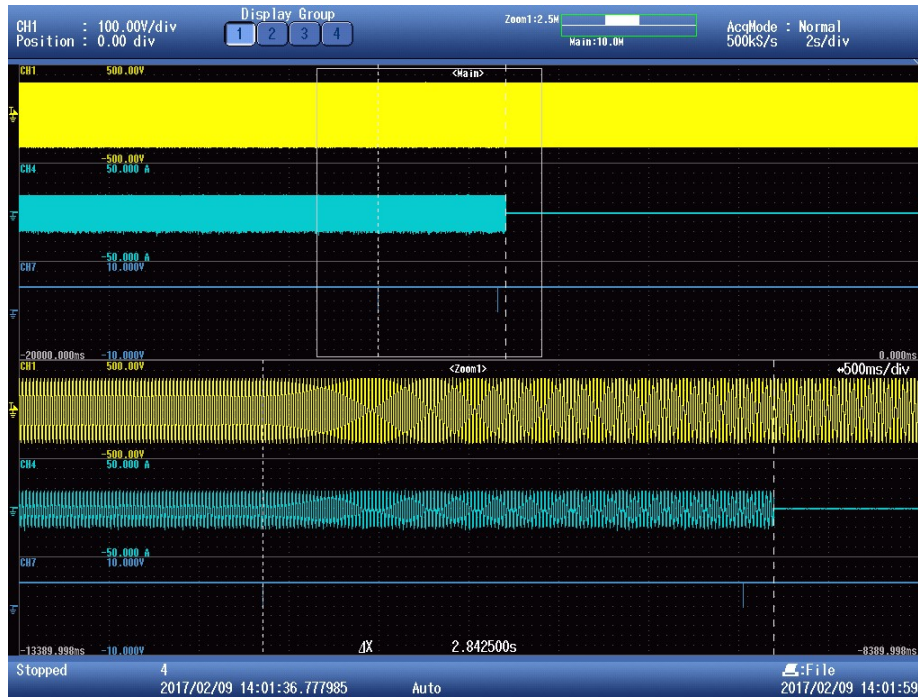 CH1 : 100.00V/div
Position : 0.00 div
Display Group
1 2 3 4
Zoom1:2.5M
Main:10.0M
AcqMode : Normal
500kS/s 2s/div
CH1 500.00V
<Main>
-500.00V
CH4 50.000 A
-50.000 A
CH7 10.000V
-20000.000ms -10.000V 0.000ms
CH1 500.00V
<Zoom1>
500ms/div
-500.00V
CH4 50.000 A
-50.000 A
CH7 10.000V
-13389.998ms -10.000V ΔX 2.842500s -8389.998ms
Stopped 4
2017/02/09 14:01:36.777985 Auto
:File
2017/02/09 14:01:59